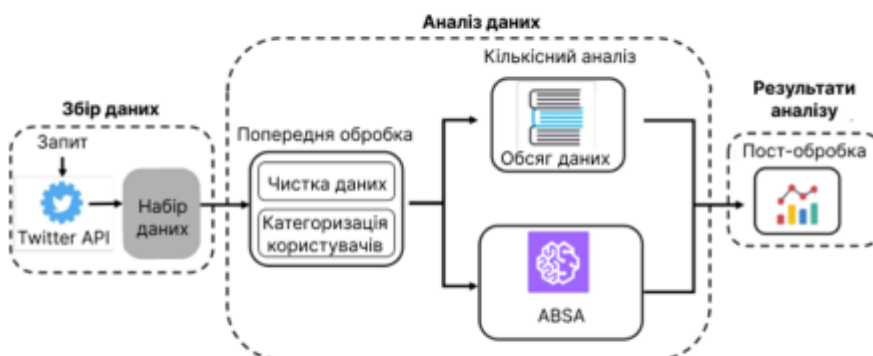 Аналіз даних
Кількісний аналіз
Збір даних
Запит
Twitter API
Набір
даних
Попередня обробка
Чистка даних
Категоризація
користувачів
Обсяг даних
ABSA
Результати
аналізу
Пост-обробка